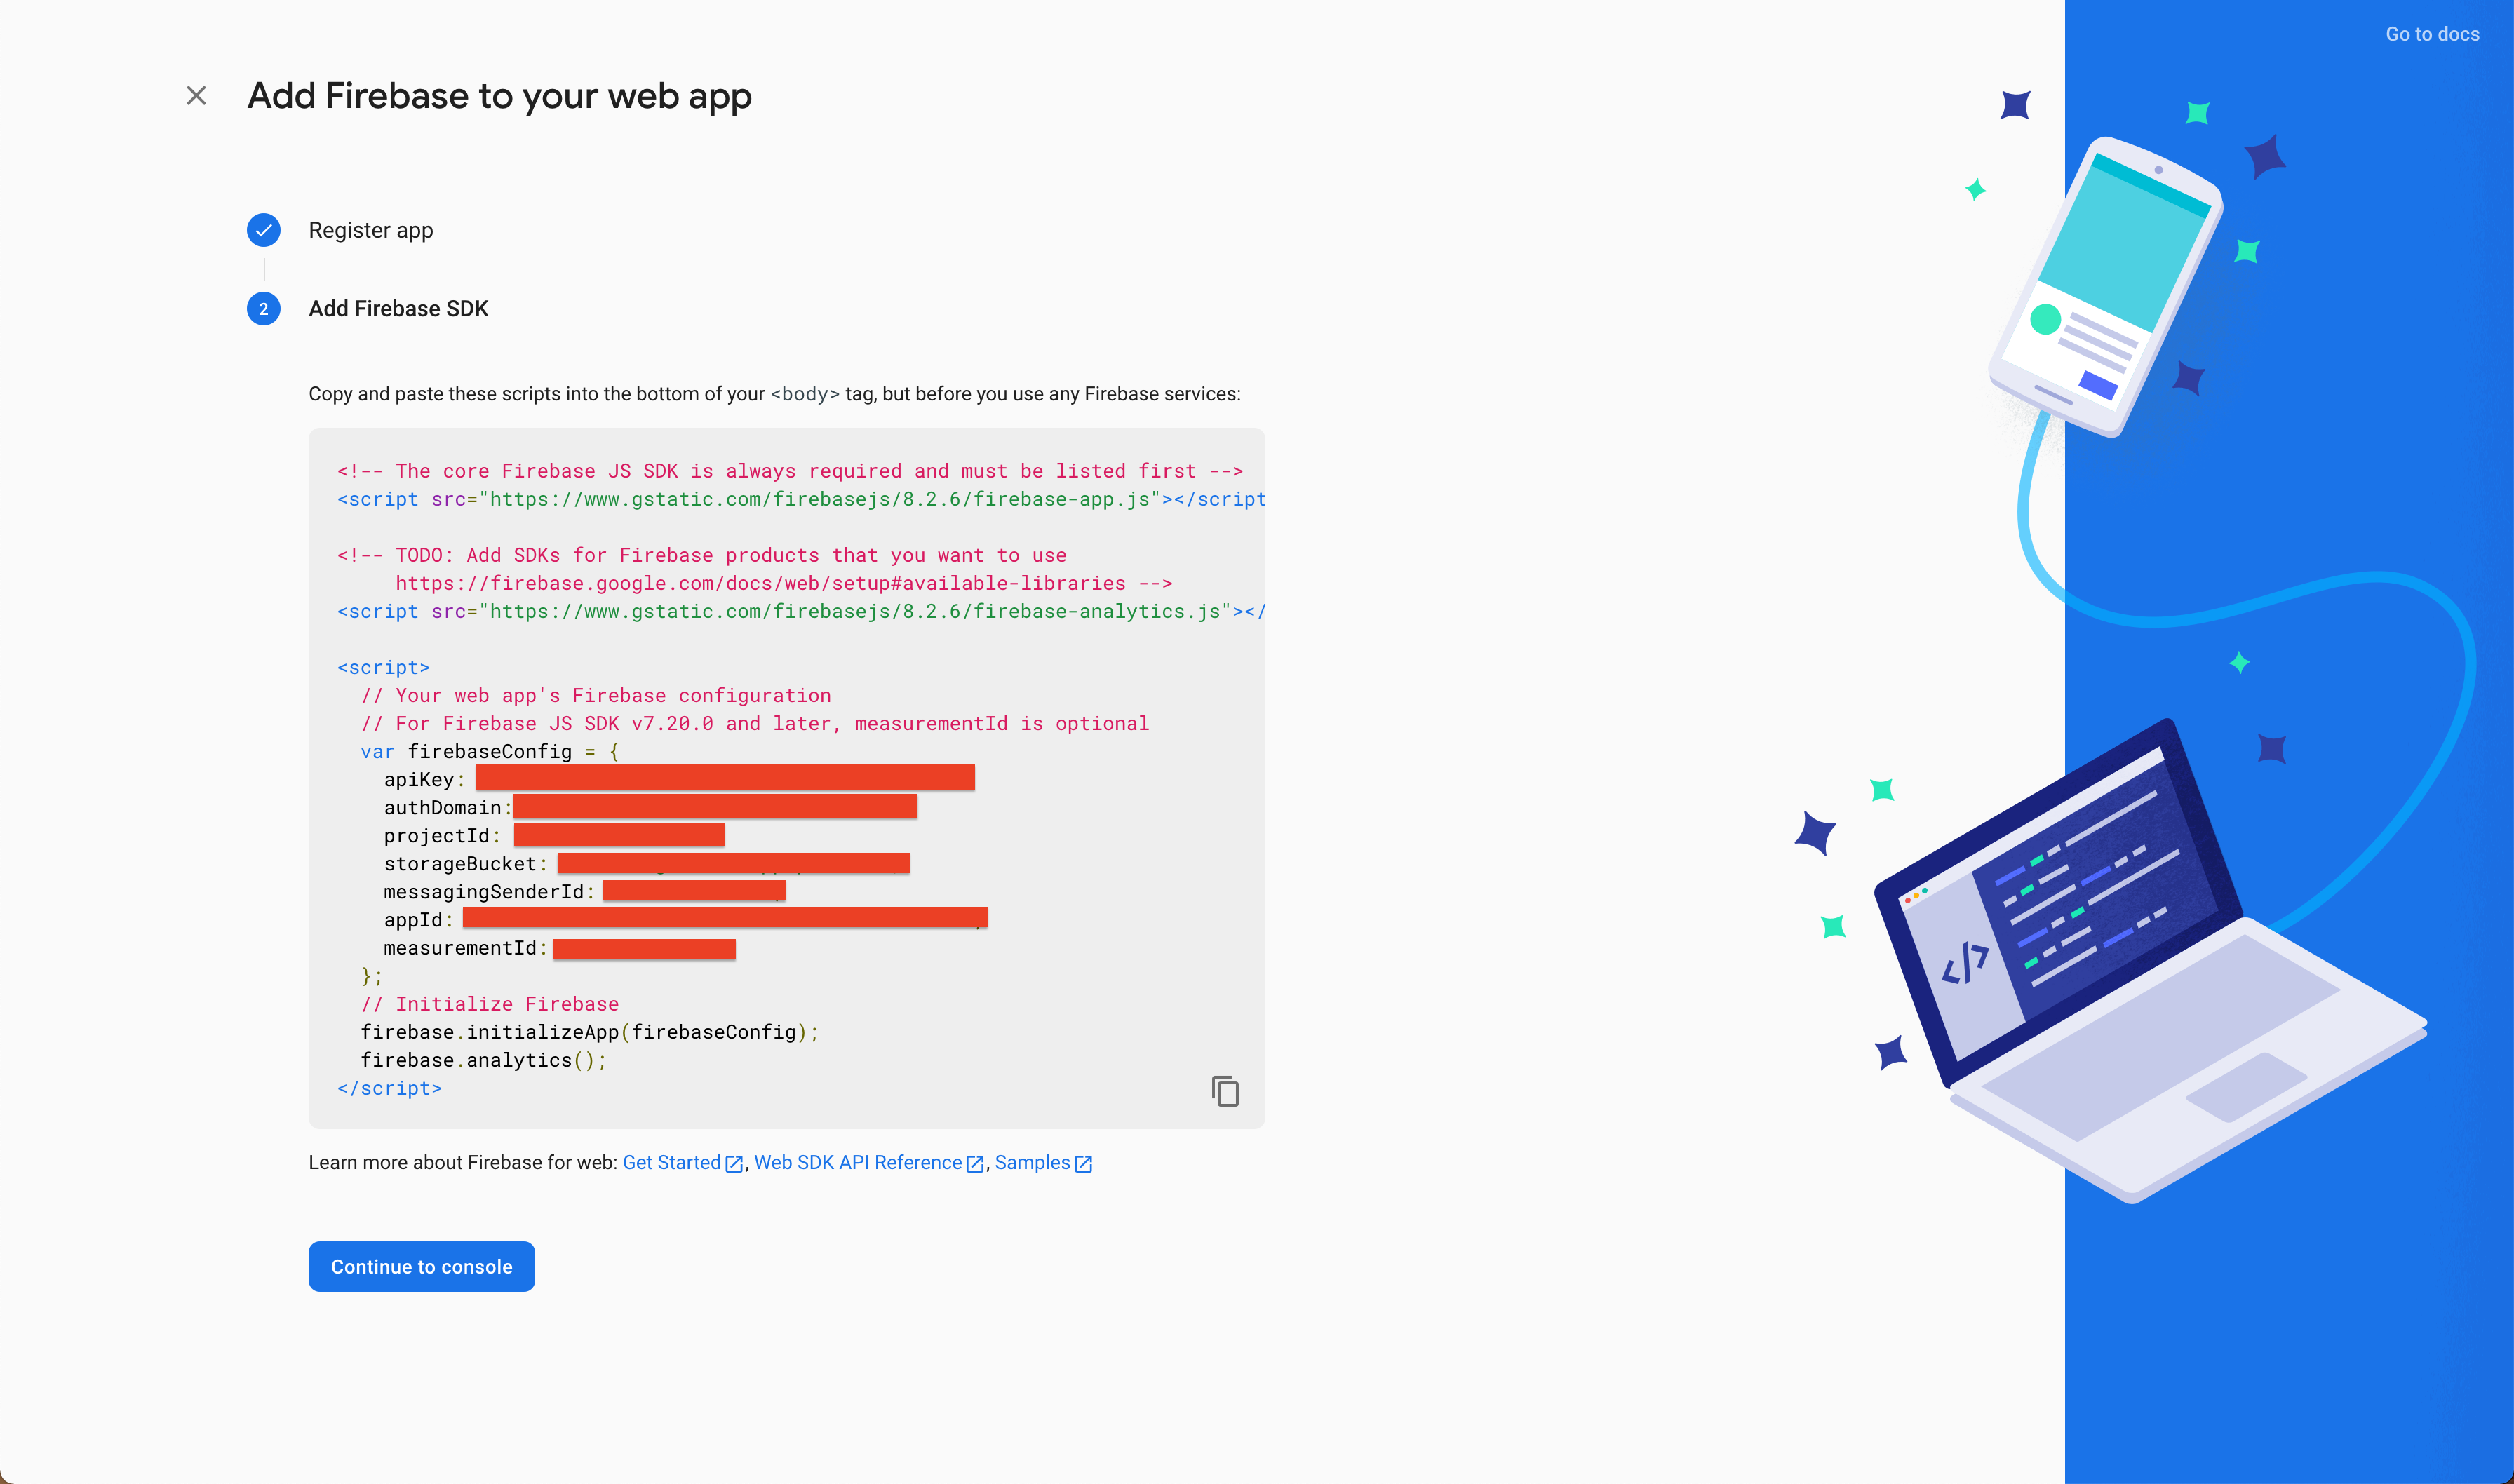 Go to docs
Add Firebase to your web app
Register app
2 Add Firebase SDK
Copy and paste these scripts into the bottom of your <body> tag, but before you use any Firebase services:
<!-- The core Firebase JS SDK is always required and must be listed first -->
<script src="https://www.gstatic.com/firebasejs/8.2.6/firebase-app.js"></script
<!-- TODO: Add SDKs for Firebase products that you want to use
https://firebase.google.com/docs/web/setup#available-libraries -->
<script src="https://www.gstatic.com/firebasejs/8.2.6/firebase-analytics.js"></
<script>
// Your web app's Firebase configuration
// For Firebase JS SDK v7.20.0 and later, measurementId is optional
var firebaseConfig = {
apiKey:
authDomain:
projectId:
storageBucket:
messagingSenderId:
appId:
measurementId:
};
// Initialize Firebase
firebase.initializeApp(firebaseConfig);
firebase.analytics();
</script>
Learn more about Firebase for web: Get Started, Web SDK API Reference, Samples
Continue to console
</>